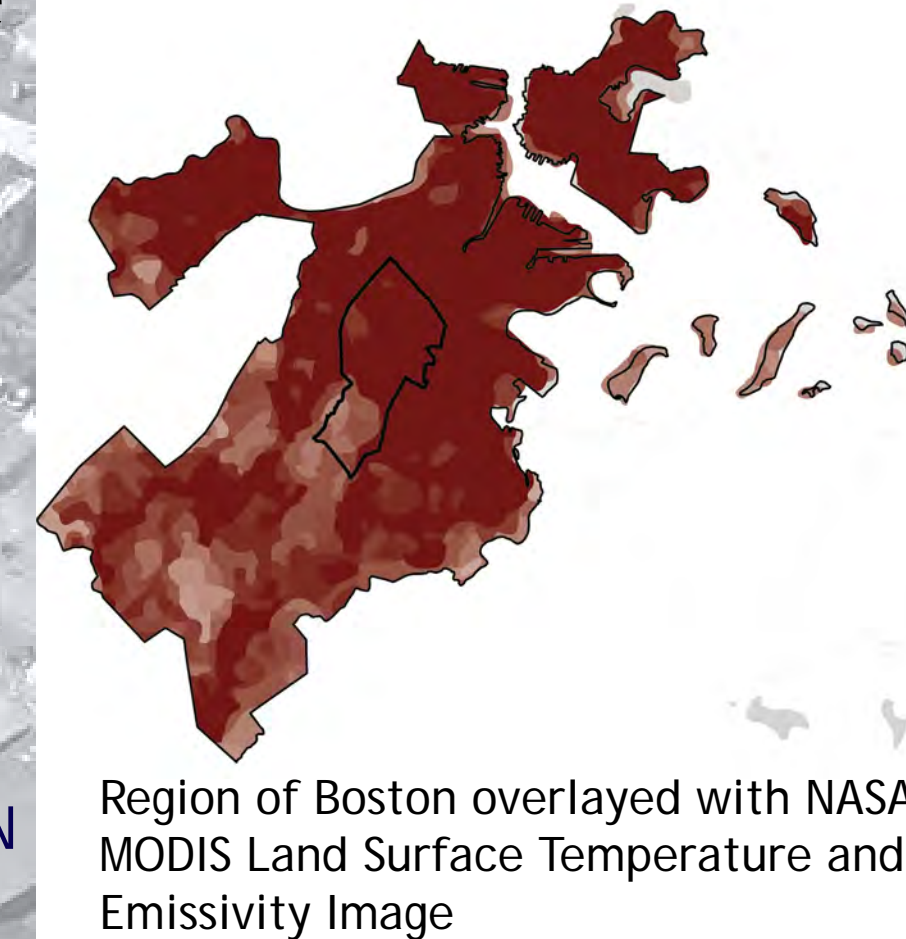 N
Region of Boston overlayed with NASA
MODIS Land Surface Temperature and
Emissivity Image